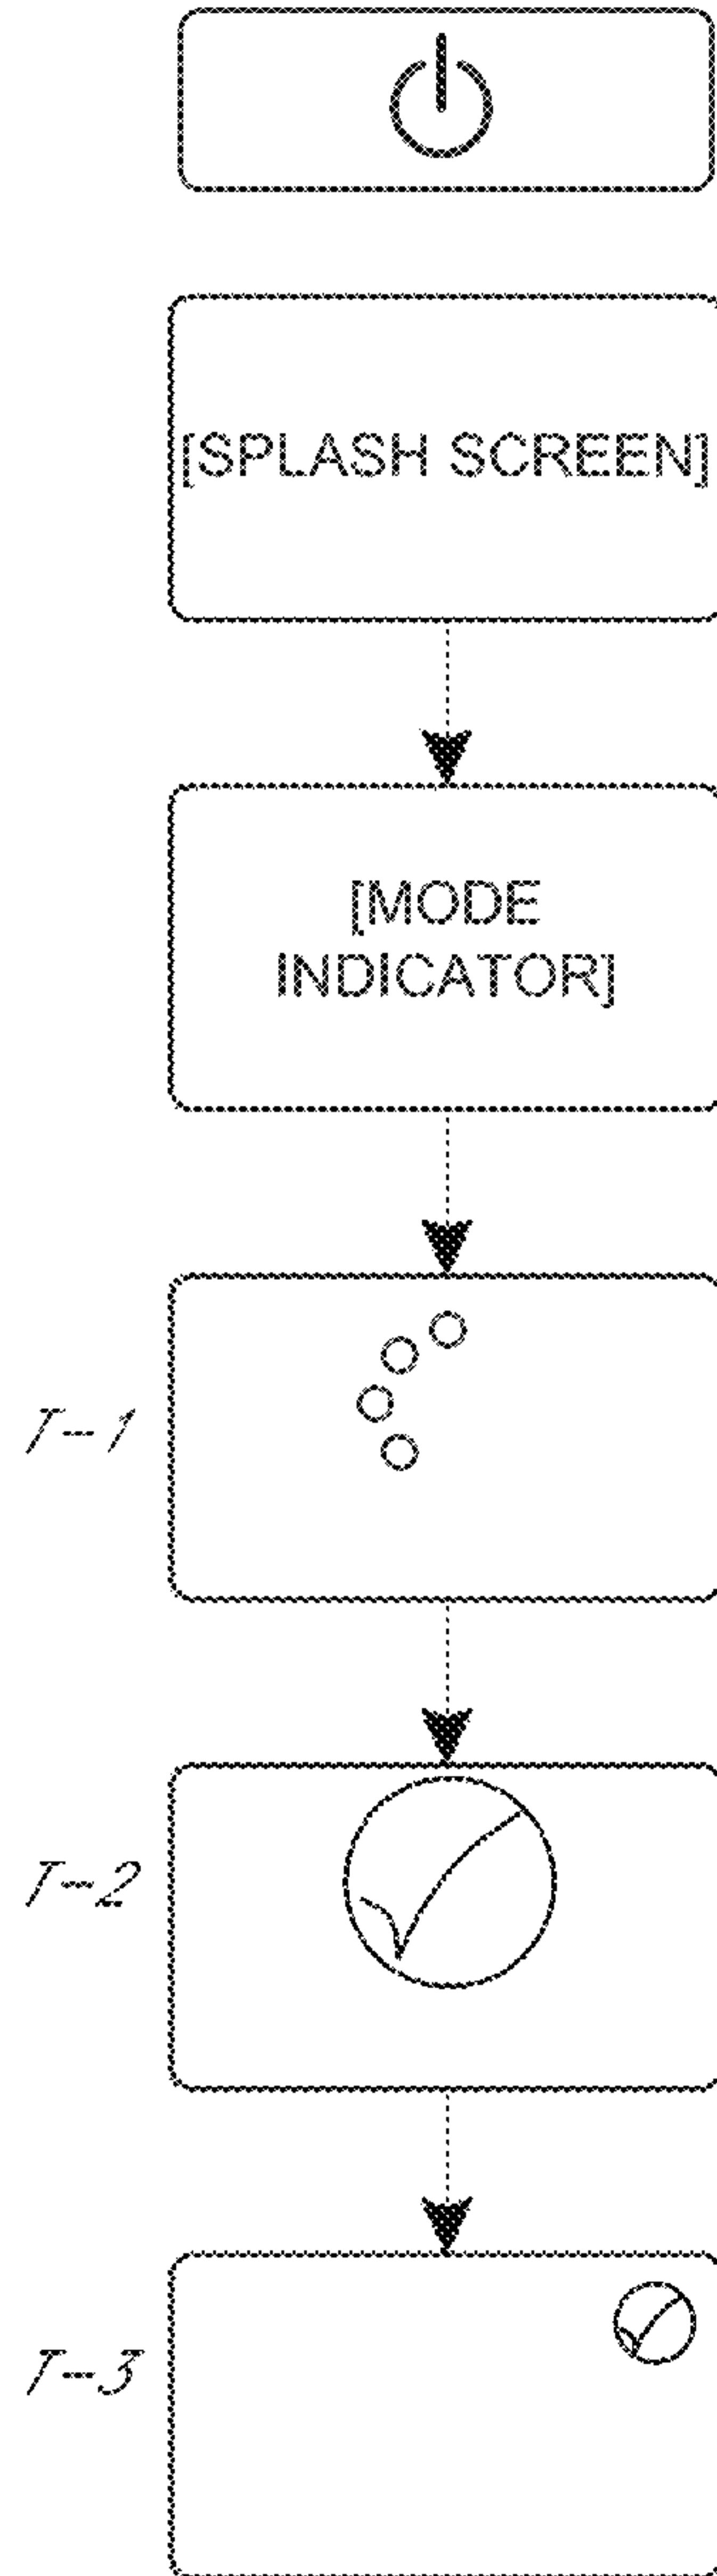 [SPLASH SCREEN]
[MODE
INDICATOR]
T-1
T-2
T-3